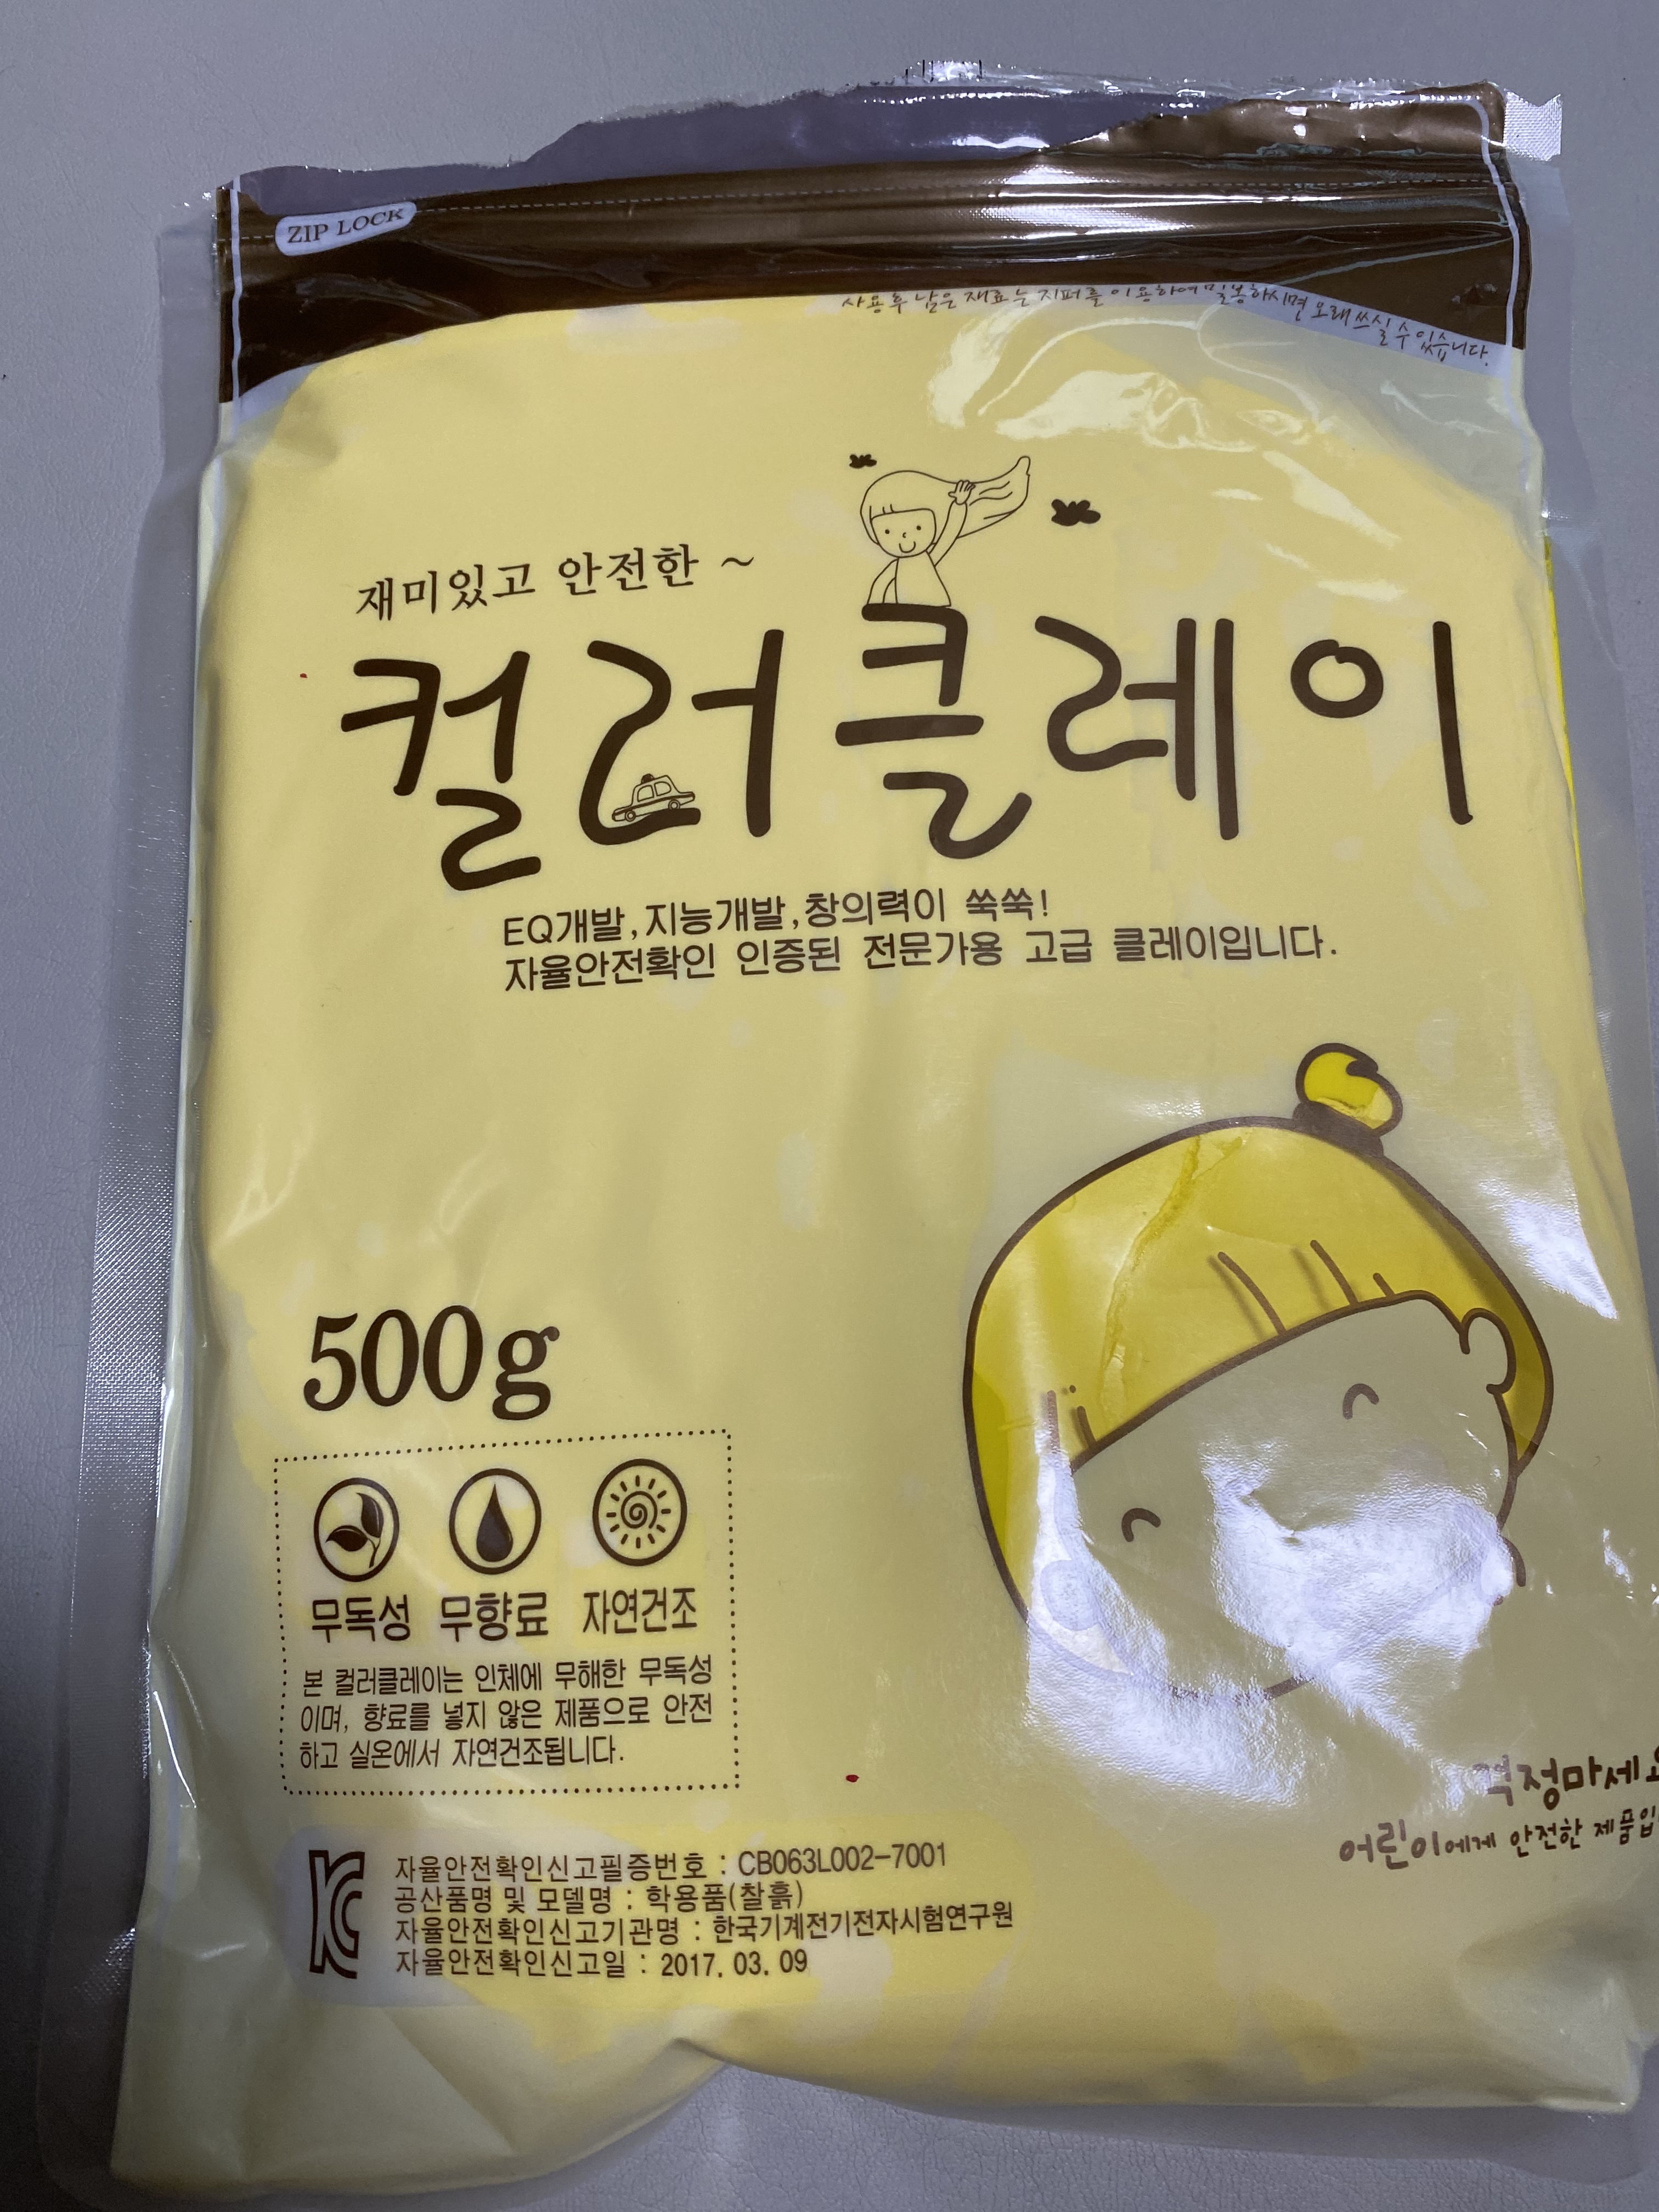 ZIP LOCK
사용 후 남은 재료는 지퍼를 이용하여 밀봉하시면 오래 쓰실 수 있습니다.
재미있고 안전한 ~
컬러클레이
EQ개발,지능개발,창의력이 쑥쑥!
자율안전확인 인증된 전문가용 고급 클레이입니다.
500g
무독성 무향료 자연건조
본 컬러클레이는 인체에 무해한 무독성
이며, 향료를 넣지 않은 제품으로 안전
하고 실온에서 자연건조됩니다.
걱정마세요
어린이에게 안전한 제품입
자율안전확인신고필증번호 : CB063L002-7001
공산품명 및 모델명 : 학용품(찰흙)
자율안전확인신고기관명 : 한국기계전기전자시험연구원
자율안전확인신고일 : 2017. 03. 09